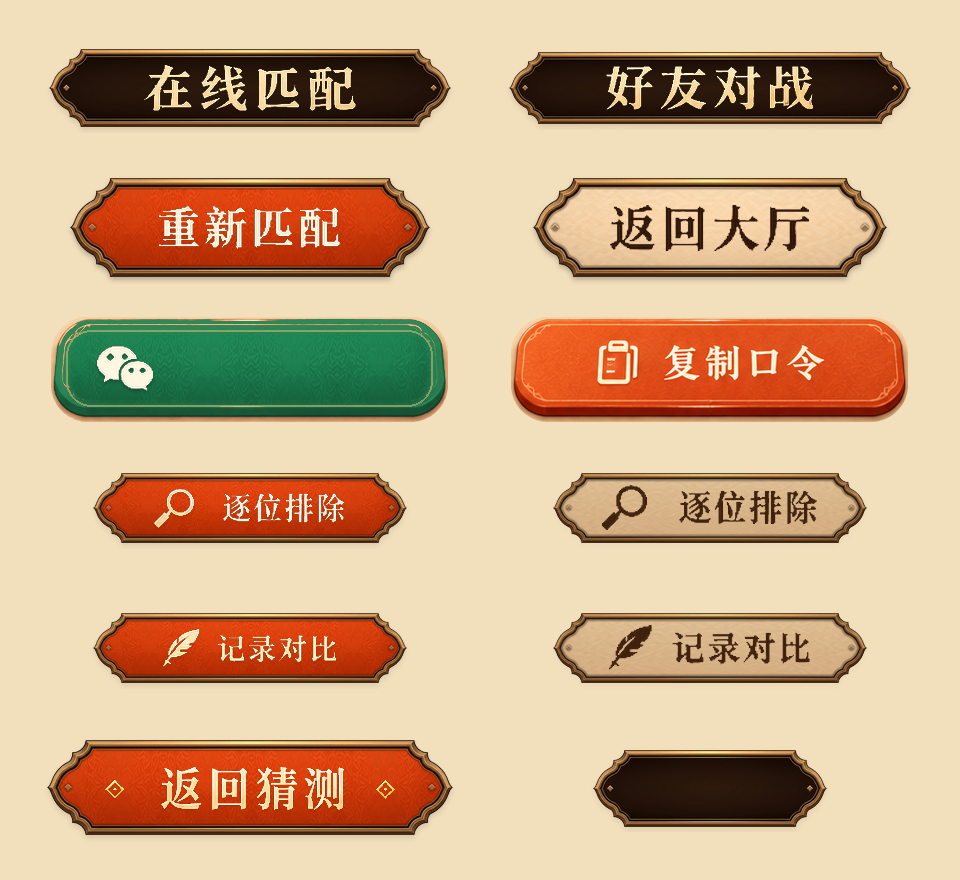 在线匹配
好友对战
重新匹配
返回大厅
复制口令
逐位排除
逐位排除
记录对比
记录对比
返回猜测